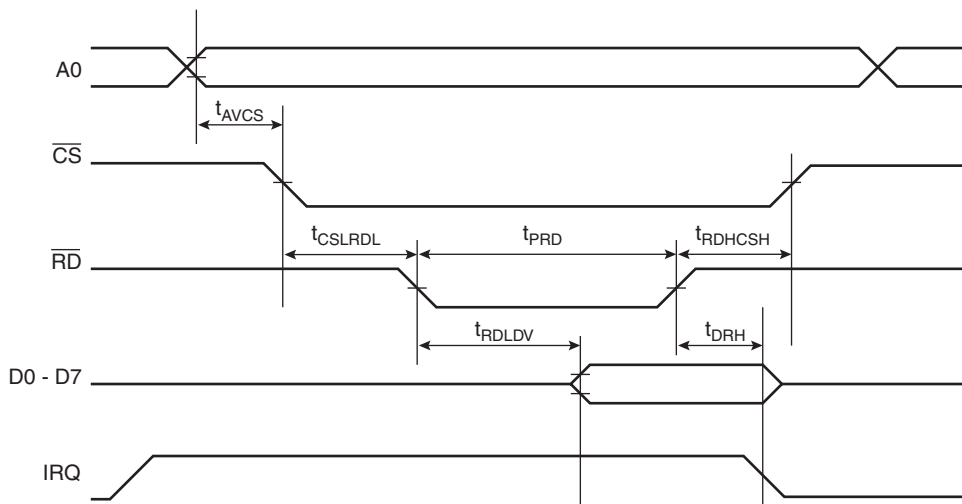 A0
tAVCS
CS
tCSLRDL tPRD tRDHCSH
RD
tRDLDV tDRH
D0 - D7
IRQ